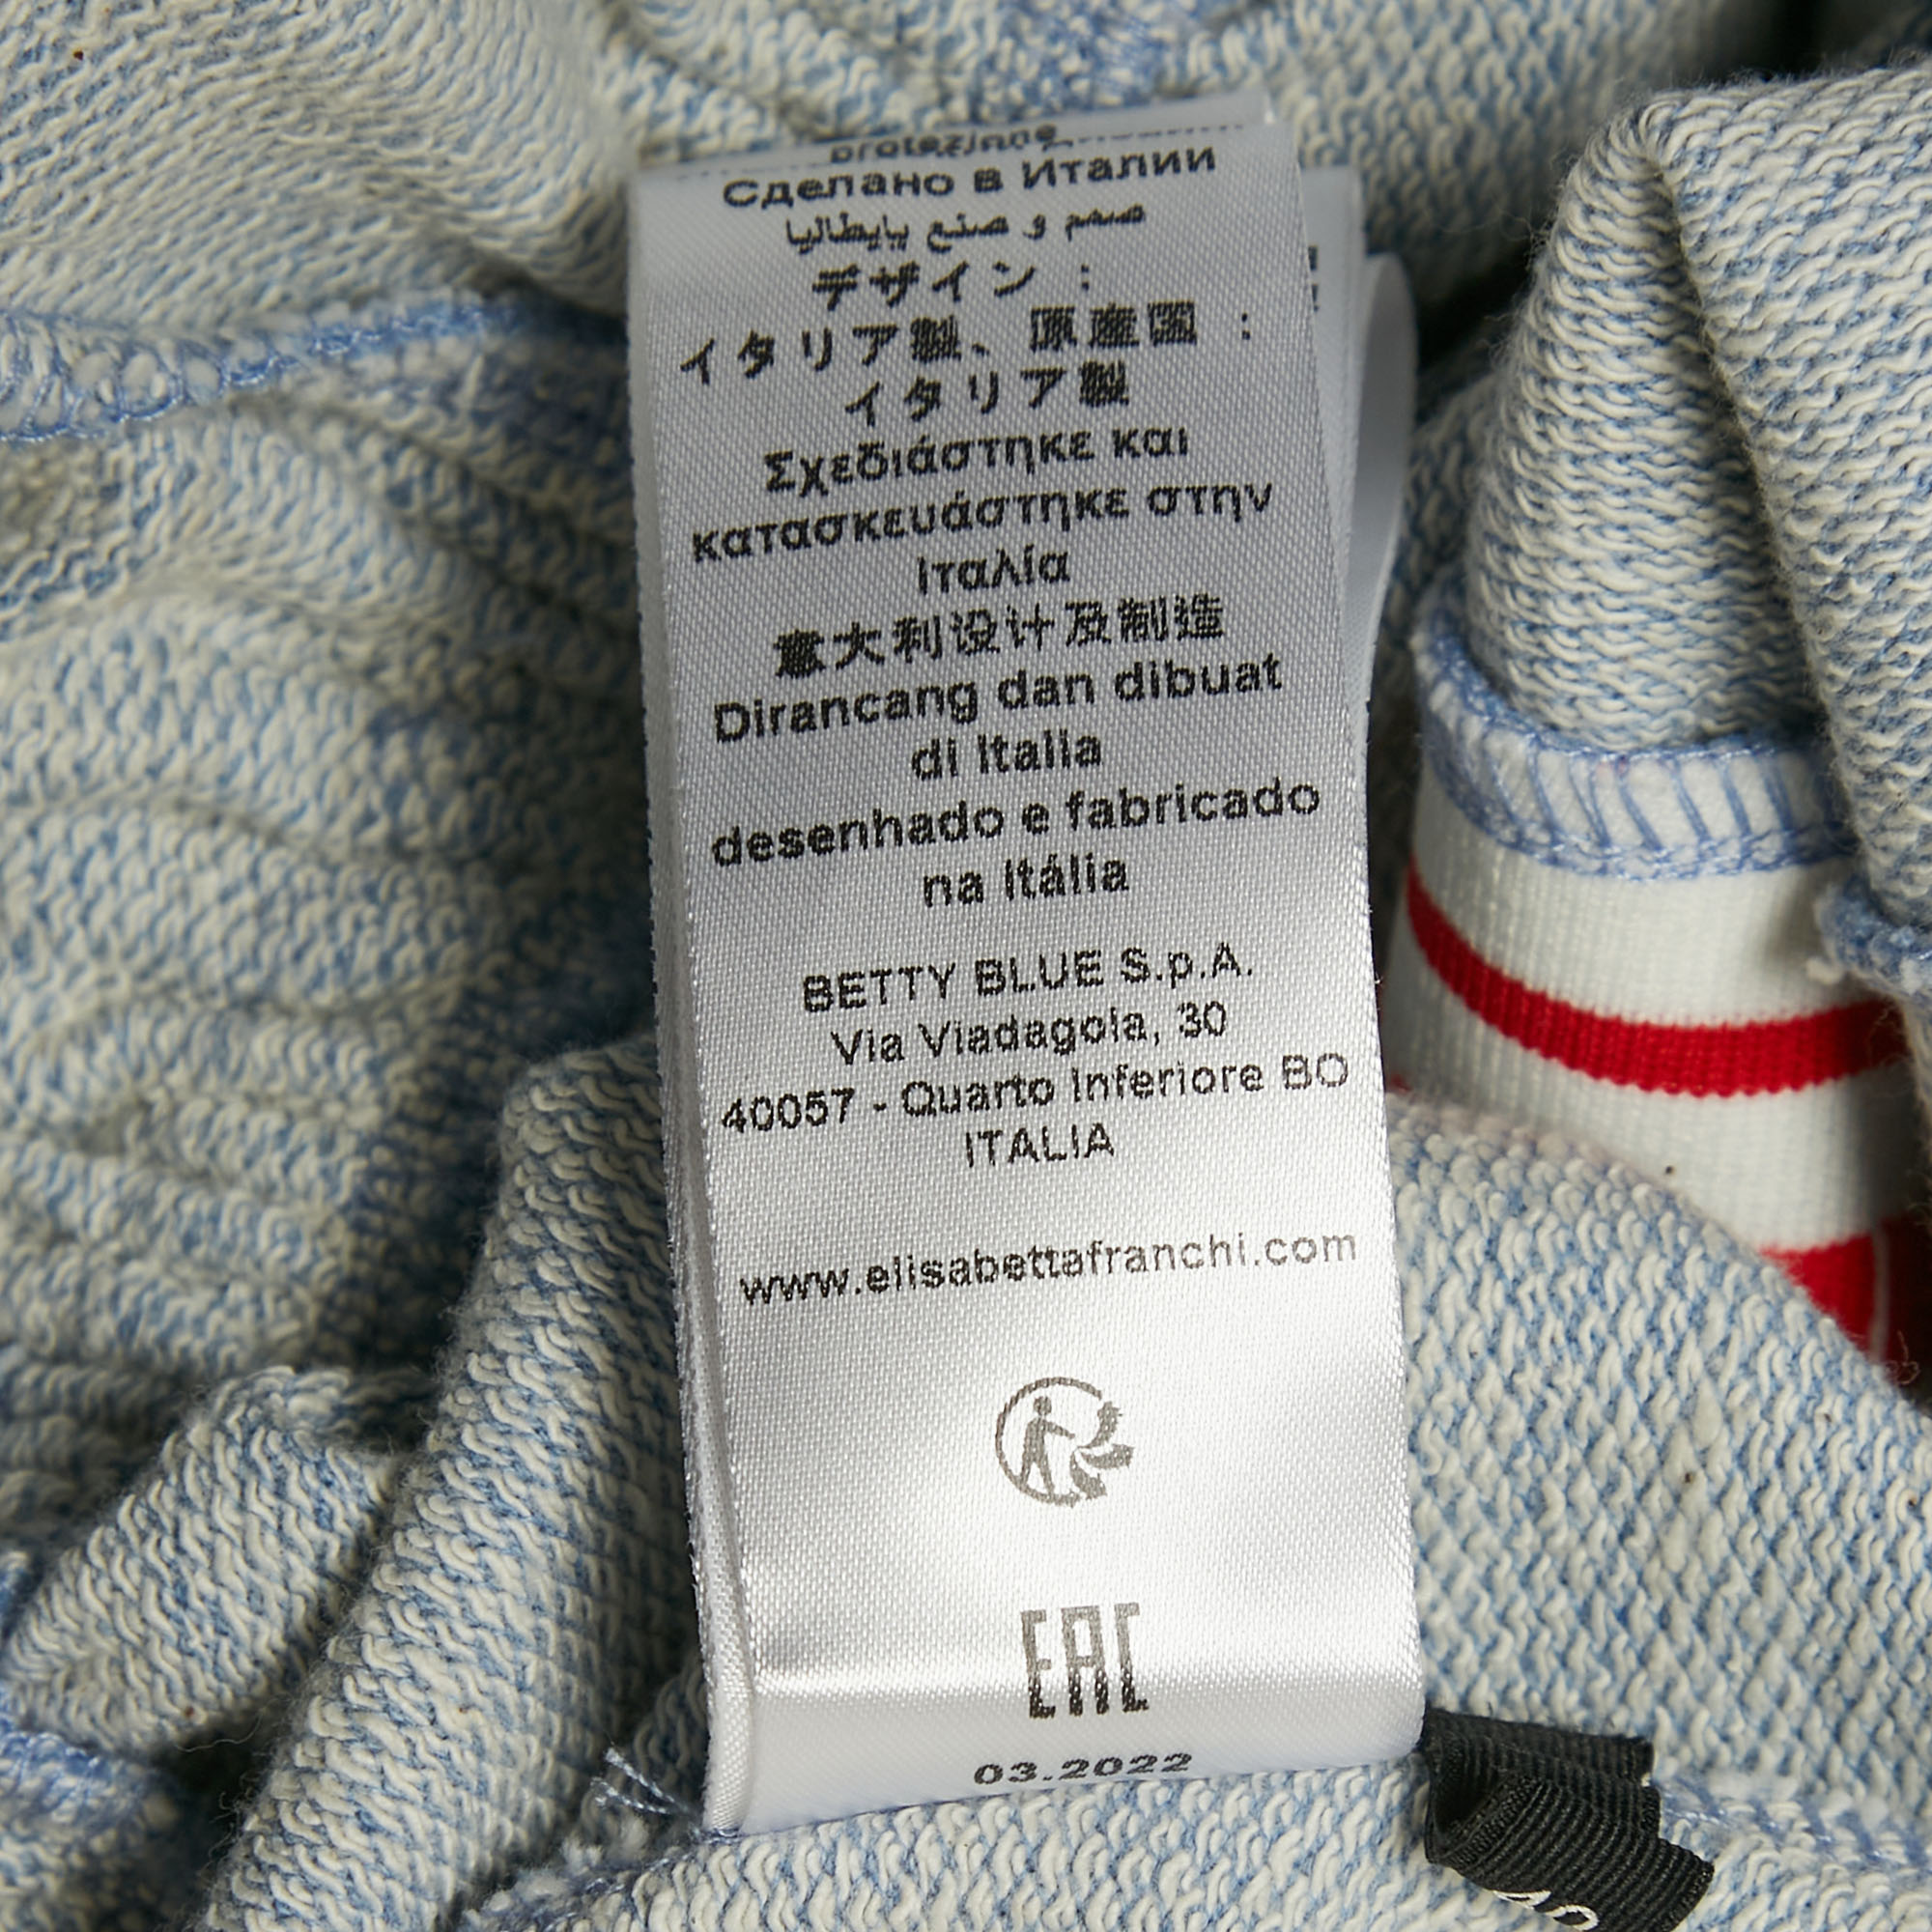 Сделано в Италии
صمم و صنع بإيطاليا
デザイン :
イタリア製、原産国 :
イタリア製
Σχεδιάστηκε και
κατασκευάστηκε στην
Ιταλία
意大利设计及制造
Dirancang dan dibuat
di Italia
desenhado e fabricado
na Itália
BETTY BLUE S.p.A.
Via Viadagola, 30
40057 - Quarto Inferiore BO
ITALIA
www.elisabettafranchi.com
EAC
03.2022